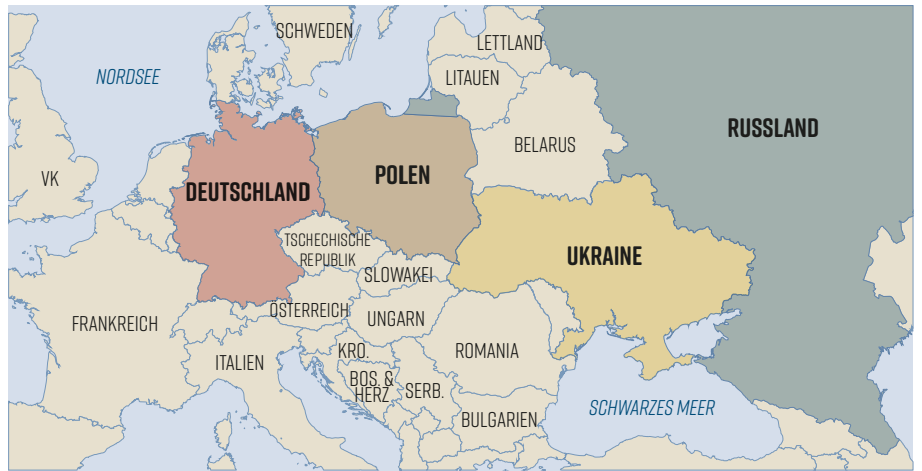 SCHWEDEN
LETTLAND
NORDSEE
LITAUEN
RUSSLAND
BELARUS
VK
POLEN
DEUTSCHLAND
TSCHECHISCHE
REPUBLIK
UKRAINE
SLOWAKEI
ÖSTERREICH
UNGARN
FRANKREICH
KRO.
ROMANIA
ITALIEN
BOS. &
HERZ
SERB.
SCHWARZES MEER
BULGARIEN